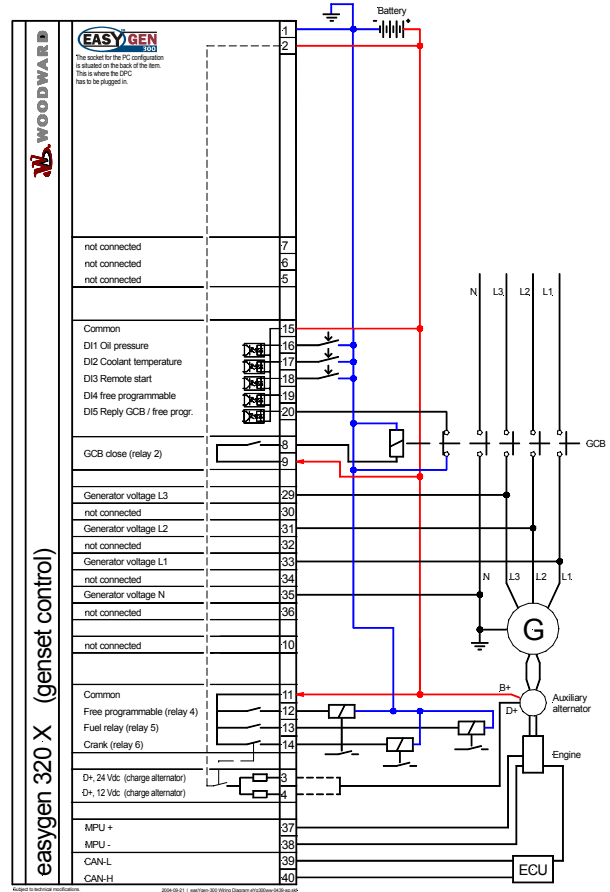 WOODWARD
easygen 320 X (genset control)
EASY GEN
300
The socket for the PC configuration
is situated on the back of the item.
This is where the DPC
has to be plugged in.
1
2
Battery
- +
not connected 7
not connected 6
not connected 5
N L3 L2 L1
Common 15
DI1 Oil pressure 16
DI2 Coolant temperature 17
DI3 Remote start 18
DI4 free programmable 19
DI5 Reply GCB / free progr. 20
GCB
GCB close (relay 2) 8
9
Generator voltage L3 29
not connected 30
Generator voltage L2 31
not connected 32
Generator voltage L1 33
not connected 34
Generator voltage N 35
not connected 36
N L3 L2 L1
G
not connected 10
Common 11
B+
D+
Auxiliary
alternator
Free programmable (relay 4) 12
Fuel relay (relay 5) 13
Crank (relay 6) 14
Engine
D+, 24 Vdc (charge alternator) 3
D+, 12 Vdc (charge alternator) 4
MPU + 37
MPU - 38
CAN-L 39
CAN-H 40
ECU
Subject to technical modifications.
2004-09-21 | easYgen-300 Wiring Diagram